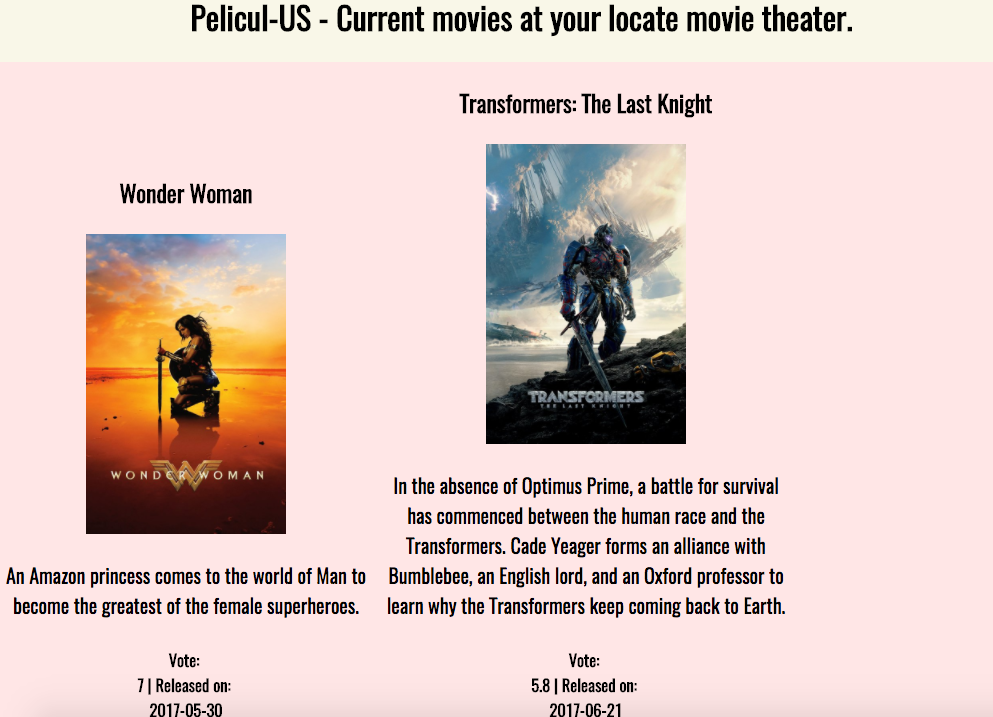 Pelicul-US - Current movies at your locate movie theater.
Wonder Woman
WONDER WOMAN
An Amazon princess comes to the world of Man to
become the greatest of the female superheroes.
Vote:
7 | Released on:
2017-05-30
Transformers: The Last Knight
TRANSFORMERS
THE LAST KNIGHT
In the absence of Optimus Prime, a battle for survival
has commenced between the human race and the
Transformers. Cade Yeager forms an alliance with
Bumblebee, an English lord, and an Oxford professor to
learn why the Transformers keep coming back to Earth.
Vote:
5.8 | Released on:
2017-06-21